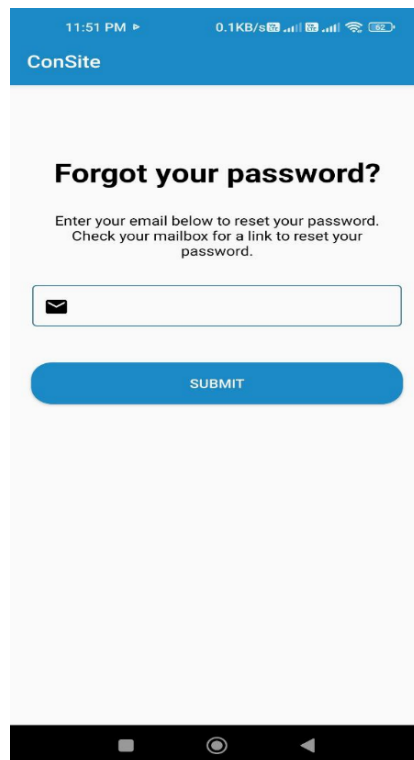 11:51 PM 0.1KB/s 62
ConSite
Forgot your password?
Enter your email below to reset your password.
Check your mailbox for a link to reset your
password.
SUBMIT